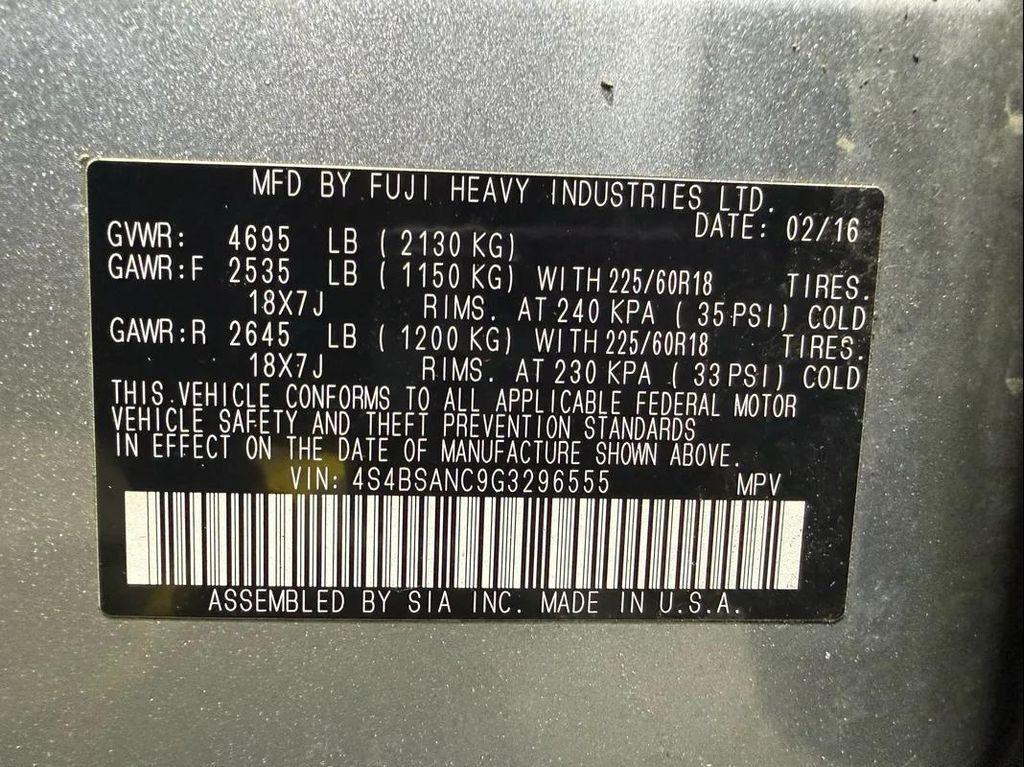 MFD BY FUJI HEAVY INDUSTRIES LTD.
DATE: 02/16
GVWR: 4695 LB ( 2130 KG)
GAWR:F 2535 LB ( 1150 KG) WITH 225/60R18 TIRES.
18X7J RIMS. AT 240 KPA ( 35 PSI) COLD
GAWR:R 2645 LB ( 1200 KG) WITH 225/60R18 TIRES.
18X7J RIMS. AT 230 KPA ( 33 PSI) COLD
THIS VEHICLE CONFORMS TO ALL APPLICABLE FEDERAL MOTOR
VEHICLE SAFETY AND THEFT PREVENTION STANDARDS
IN EFFECT ON THE DATE OF MANUFACTURE SHOWN ABOVE.
VIN: 4S4BSANC9G3296555 MPV
ASSEMBLED BY SIA INC. MADE IN U.S.A.